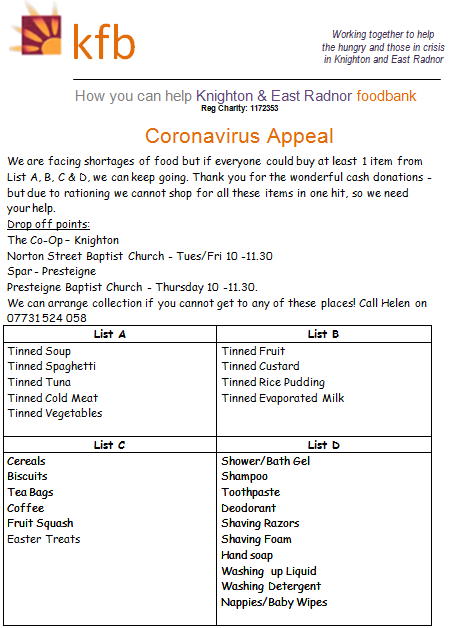 kfb
Working together to help
the hungry and those in crisis
in Knighton and East Radnor
How you can help Knighton & East Radnor foodbank
Reg Charity: 1172353
Coronavirus Appeal
We are facing shortages of food but if everyone could buy at least 1 item from
List A, B, C & D, we can keep going. Thank you for the wonderful cash donations -
but due to rationing we cannot shop for all these items in one hit, so we need
your help.
Drop off points:
The Co-Op - Knighton
Norton Street Baptist Church - Tues/Fri 10 -11.30
Spar - Presteigne
Presteigne Baptist Church - Thursday 10 -11.30.
We can arrange collection if you cannot get to any of these places! Call Helen on
07731 524 058
List A
Tinned Soup
Tinned Spaghetti
Tinned Tuna
Tinned Cold Meat
Tinned Vegetables
List B
Tinned Fruit
Tinned Custard
Tinned Rice Pudding
Tinned Evaporated Milk
List C
Cereals
Biscuits
Tea Bags
Coffee
Fruit Squash
Easter Treats
List D
Shower/Bath Gel
Shampoo
Toothpaste
Deodorant
Shaving Razors
Shaving Foam
Hand soap
Washing up Liquid
Washing Detergent
Nappies/Baby Wipes